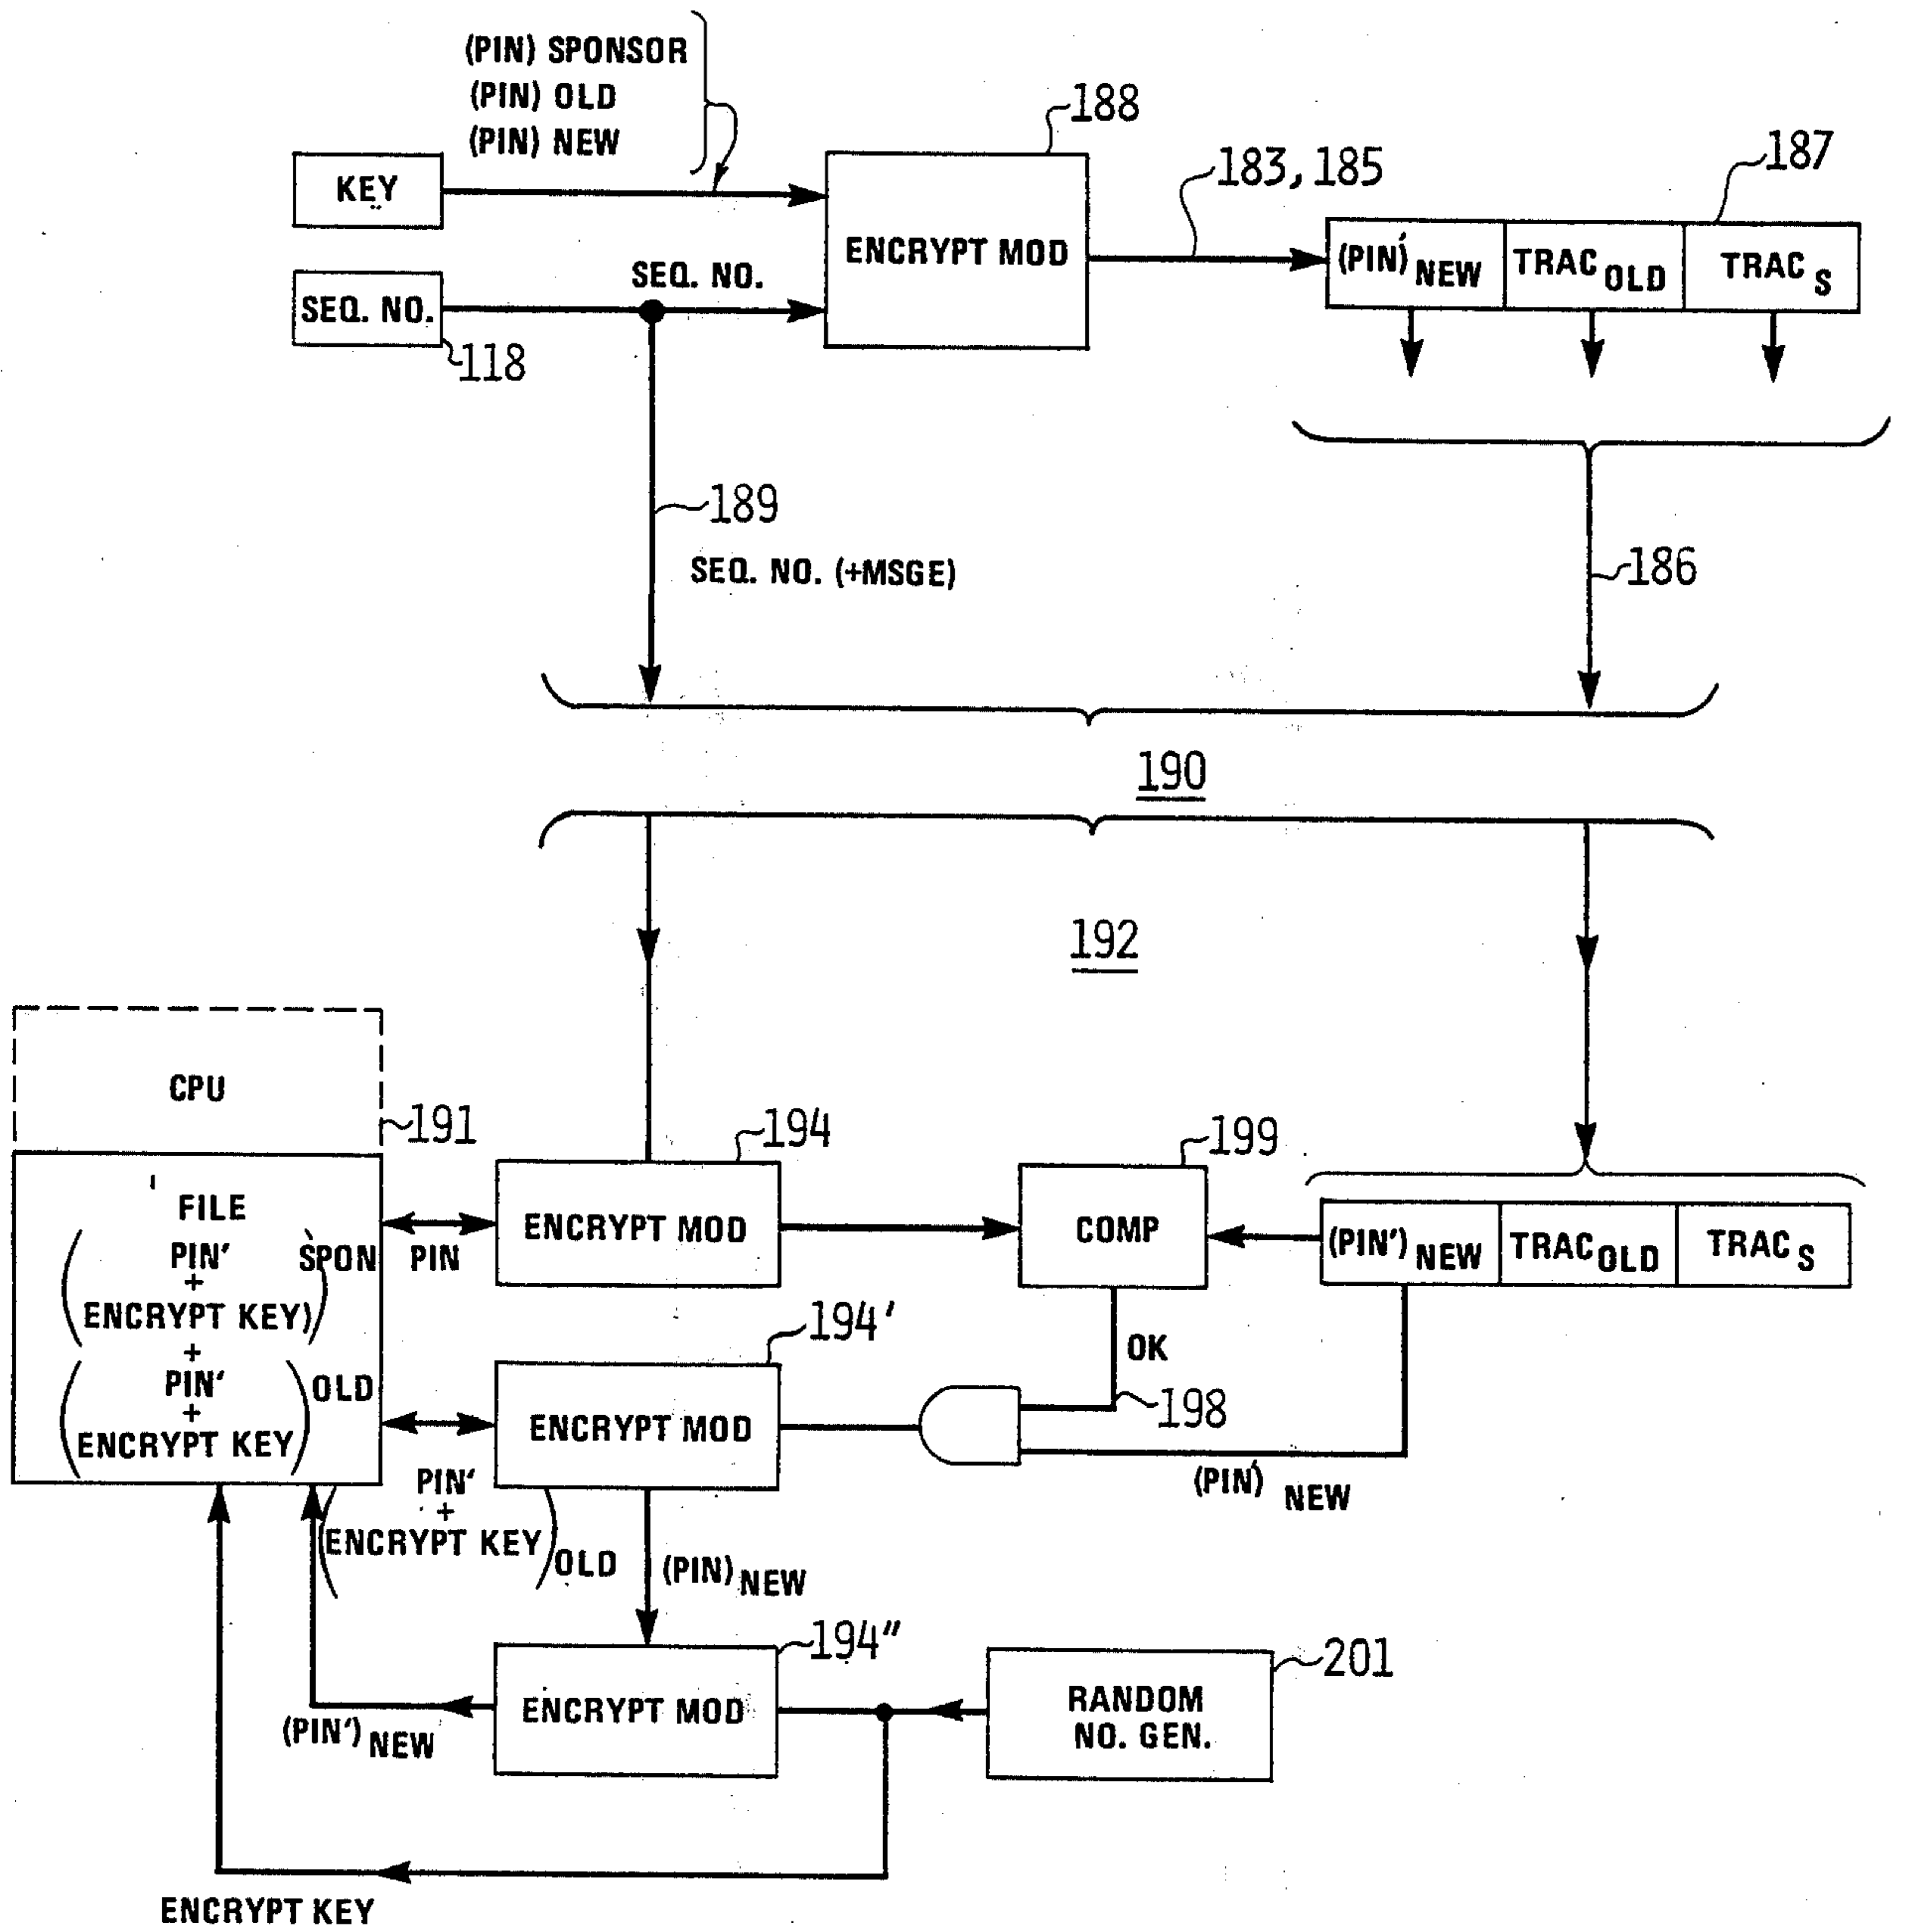 (PIN) SPONSOR
(PIN) OLD
(PIN) NEW
188
183, 185
187
KEY
ENCRYPT MOD
(PIN)' NEW
TRAC OLD
TRAC S
SEQ. NO.
SEQ. NO.
118
189
SEQ. NO. (+MSGE)
186
190
192
CPU
191
194
199
FILE
PIN'
+
ENCRYPT KEY)
SPON
PIN
ENCRYPT MOD
COMP
(PIN') NEW
TRAC OLD
TRAC S
194'
OK
+
PIN'
+
ENCRYPT KEY
OLD
ENCRYPT MOD
198
(PIN') NEW
PIN'
+
ENCRYPT KEY
OLD
(PIN) NEW
194"
201
ENCRYPT MOD
RANDOM
NO. GEN.
(PIN') NEW
ENCRYPT KEY